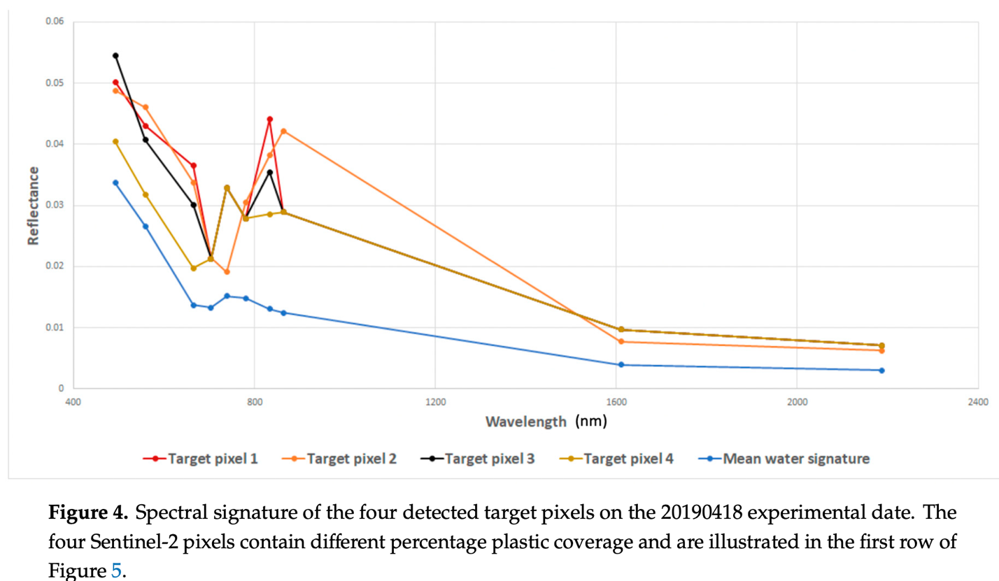 0.06
0.05
0.04
0.03
0.02
0.01
0
Reflectance
400 800 1200 1600 2000 2400
Wavelength (nm)
Target pixel 1 Target pixel 2 Target pixel 3 Target pixel 4 Mean water signature
Figure 4. Spectral signature of the four detected target pixels on the 20190418 experimental date. The
four Sentinel-2 pixels contain different percentage plastic coverage and are illustrated in the first row of
Figure 5.